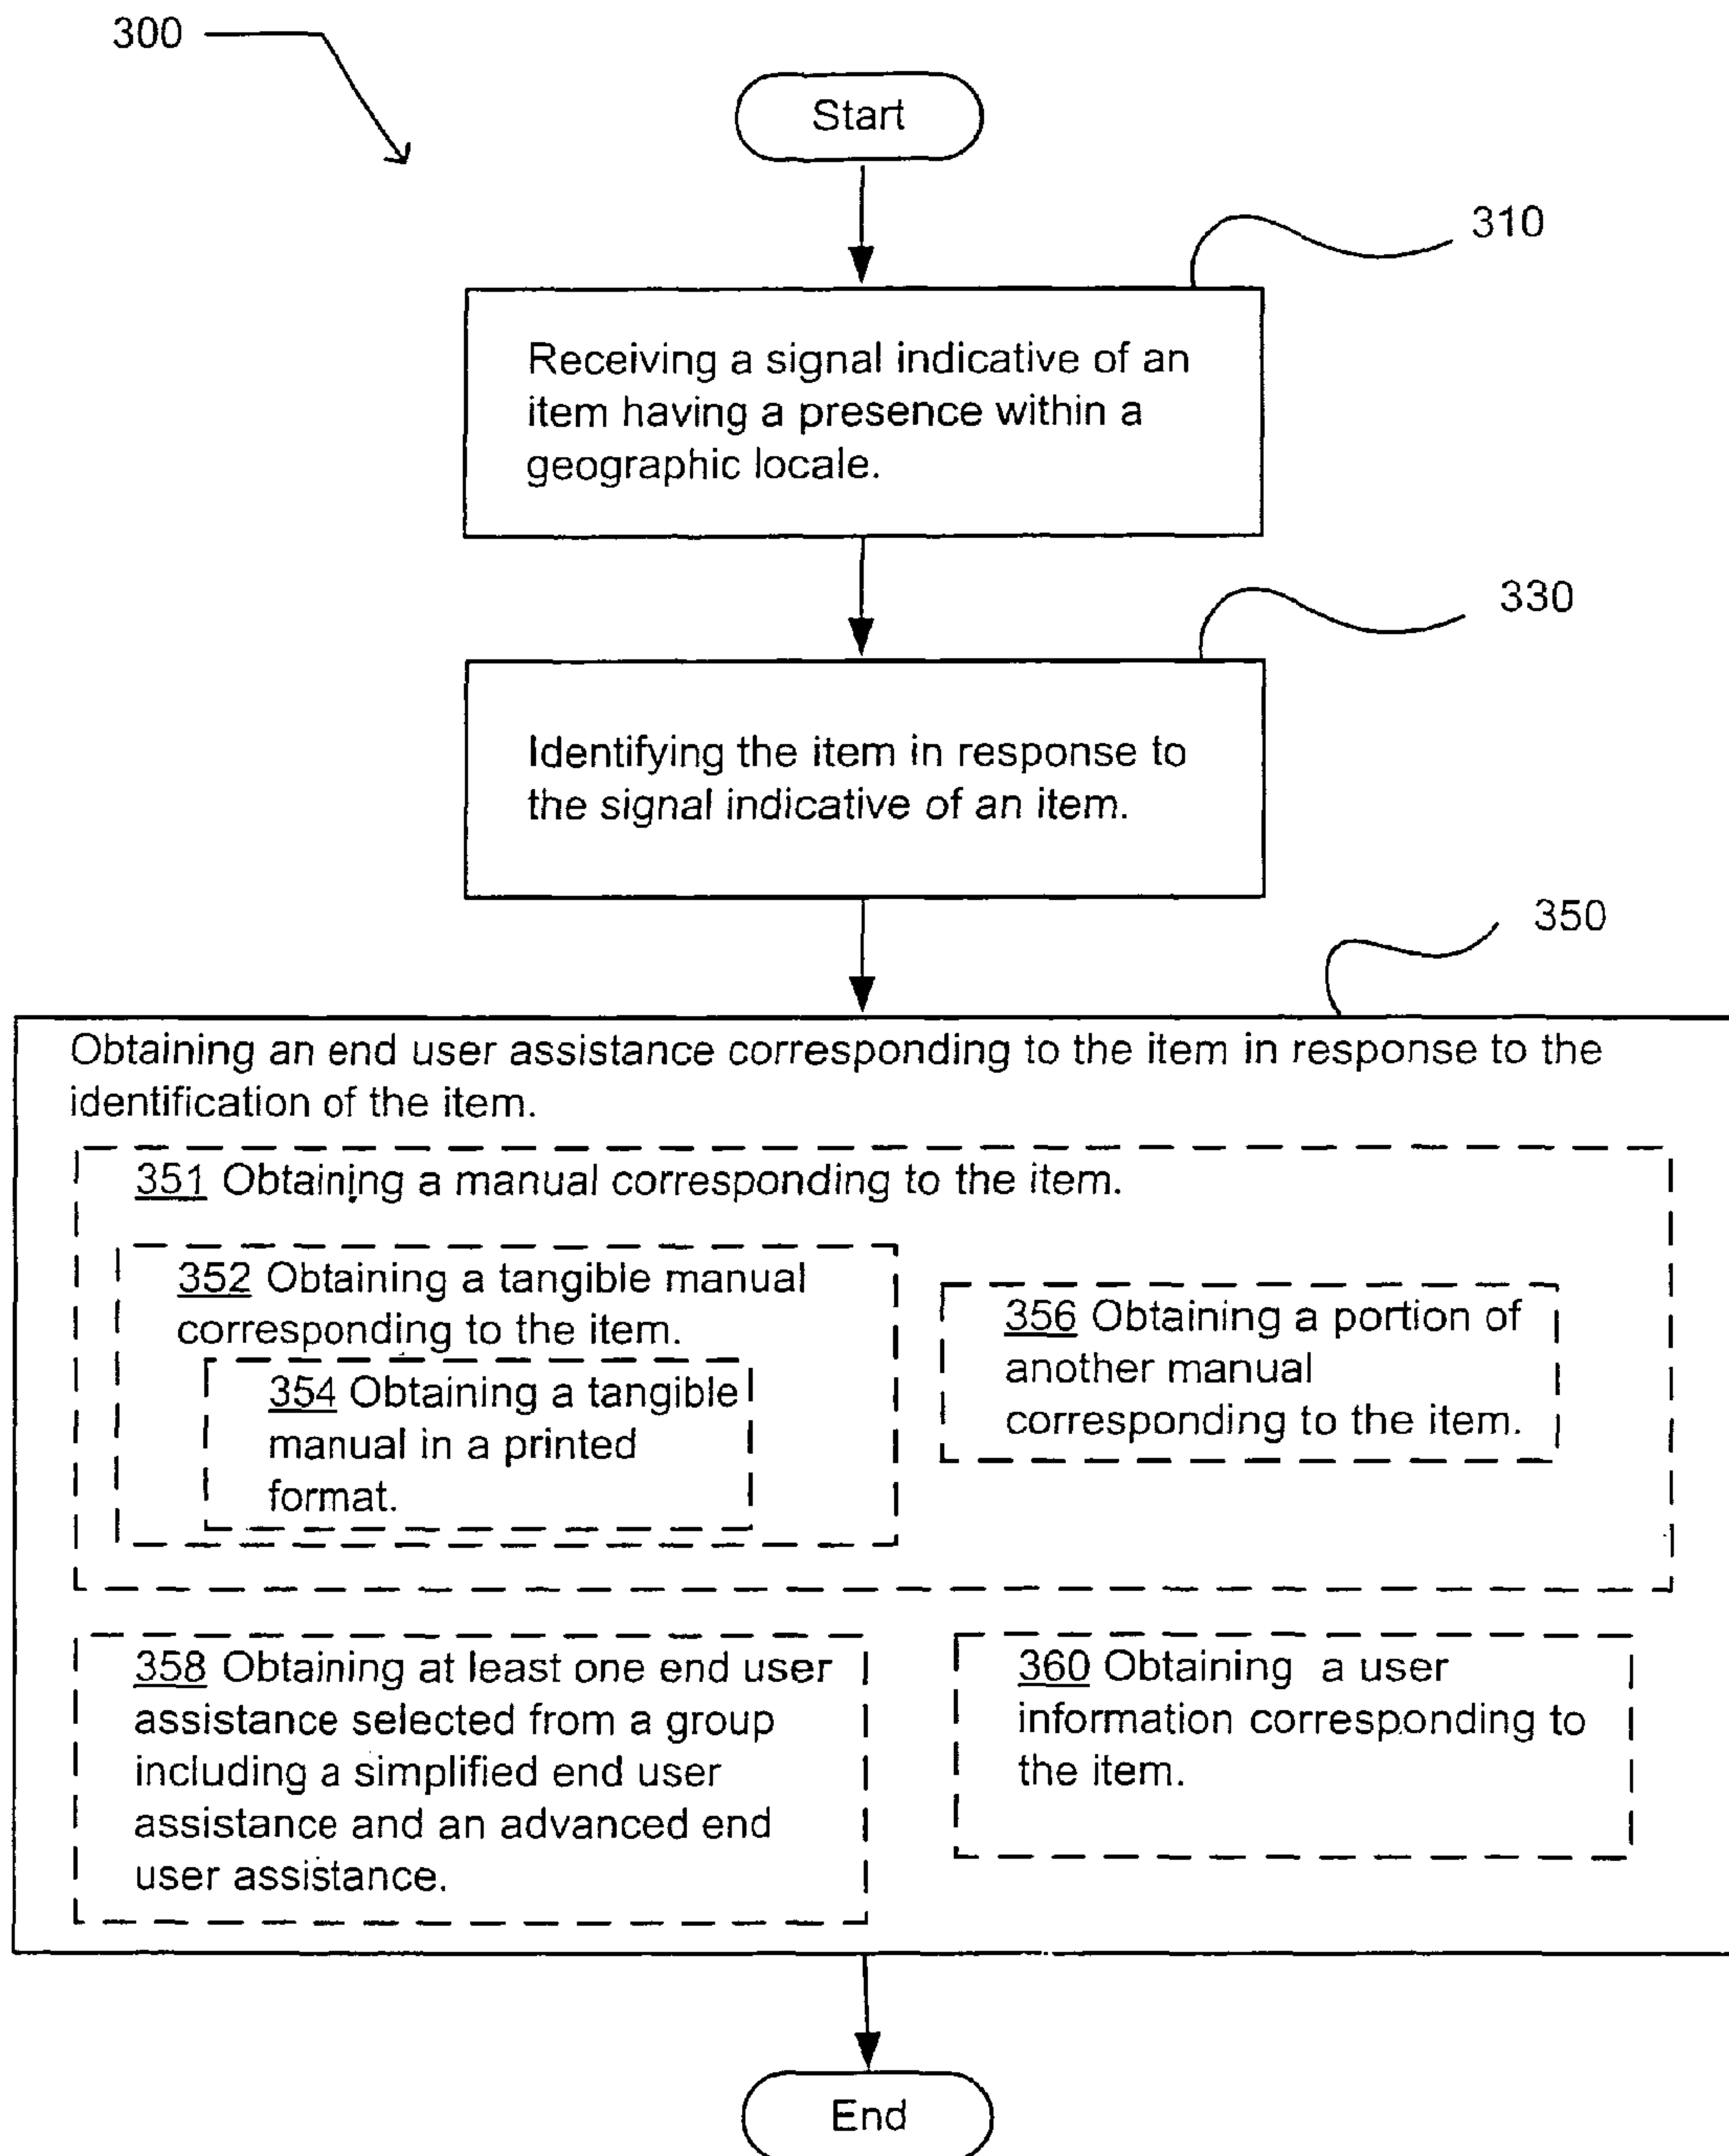 300
Start
310
Receiving a signal indicative of an
item having a presence within a
geographic locale.
330
Identifying the item in response to
the signal indicative of an item.
350
Obtaining an end user assistance corresponding to the item in response to the
identification of the item.
351 Obtaining a manual corresponding to the item.
352 Obtaining a tangible manual
corresponding to the item.
354 Obtaining a tangible
manual in a printed
format.
356 Obtaining a portion of
another manual
corresponding to the item.
358 Obtaining at least one end user
assistance selected from a group
including a simplified end user
assistance and an advanced end
user assistance.
360 Obtaining a user
information corresponding to
the item.
End